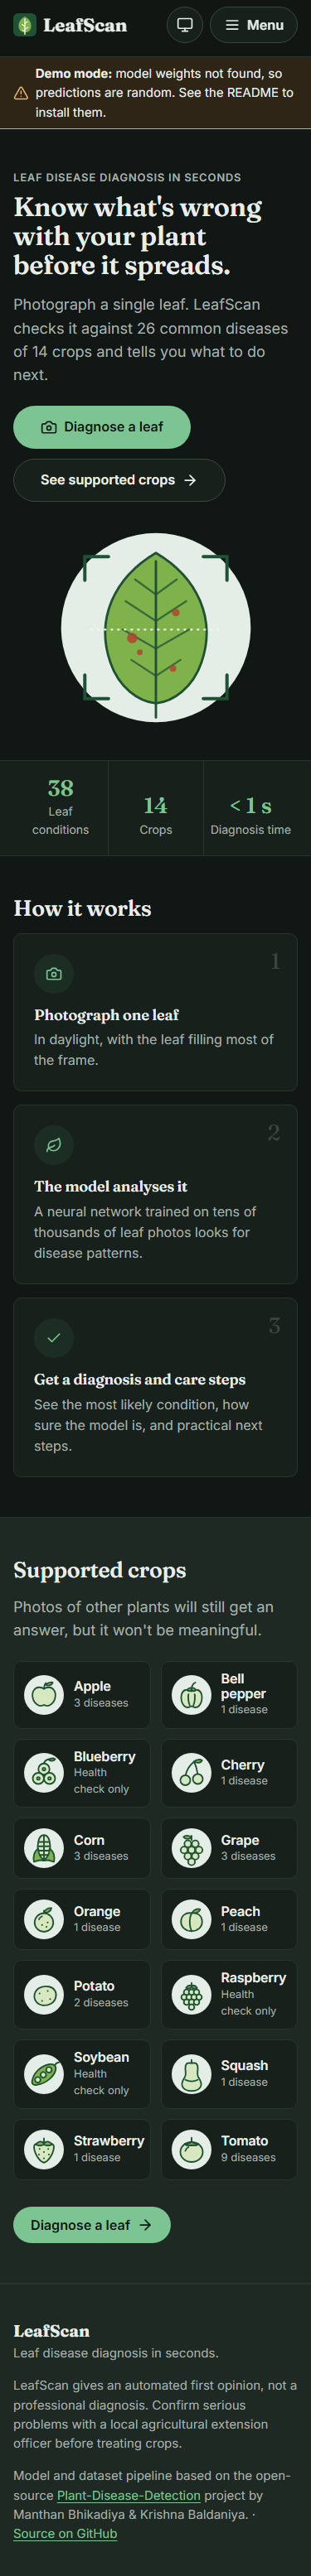 LeafScan
Menu
Demo mode: model weights not found, so
predictions are random. See the README to
install them.
LEAF DISEASE DIAGNOSIS IN SECONDS
Know what's wrong
with your plant
before it spreads.
Photograph a single leaf. LeafScan
checks it against 26 common diseases
of 14 crops and tells you what to do
next.
Diagnose a leaf
See supported crops
38
Leaf
conditions
14
Crops
< 1 s
Diagnosis time
How it works
1
Photograph one leaf
In daylight, with the leaf filling most of
the frame.
2
The model analyses it
A neural network trained on tens of
thousands of leaf photos looks for
disease patterns.
3
Get a diagnosis and care steps
See the most likely condition, how
sure the model is, and practical next
steps.
Supported crops
Photos of other plants will still get an
answer, but it won't be meaningful.
Apple
3 diseases
Bell
pepper
1 disease
Blueberry
Health
check only
Cherry
1 disease
Corn
3 diseases
Grape
3 diseases
Orange
1 disease
Peach
1 disease
Potato
2 diseases
Raspberry
Health
check only
Soybean
Health
check only
Squash
1 disease
Strawberry
1 disease
Tomato
9 diseases
Diagnose a leaf
LeafScan
Leaf disease diagnosis in seconds.
LeafScan gives an automated first opinion, not a
professional diagnosis. Confirm serious
problems with a local agricultural extension
officer before treating crops.
Model and dataset pipeline based on the open-
source Plant-Disease-Detection project by
Manthan Bhikadiya & Krishna Baldaniya. ·
Source on GitHub